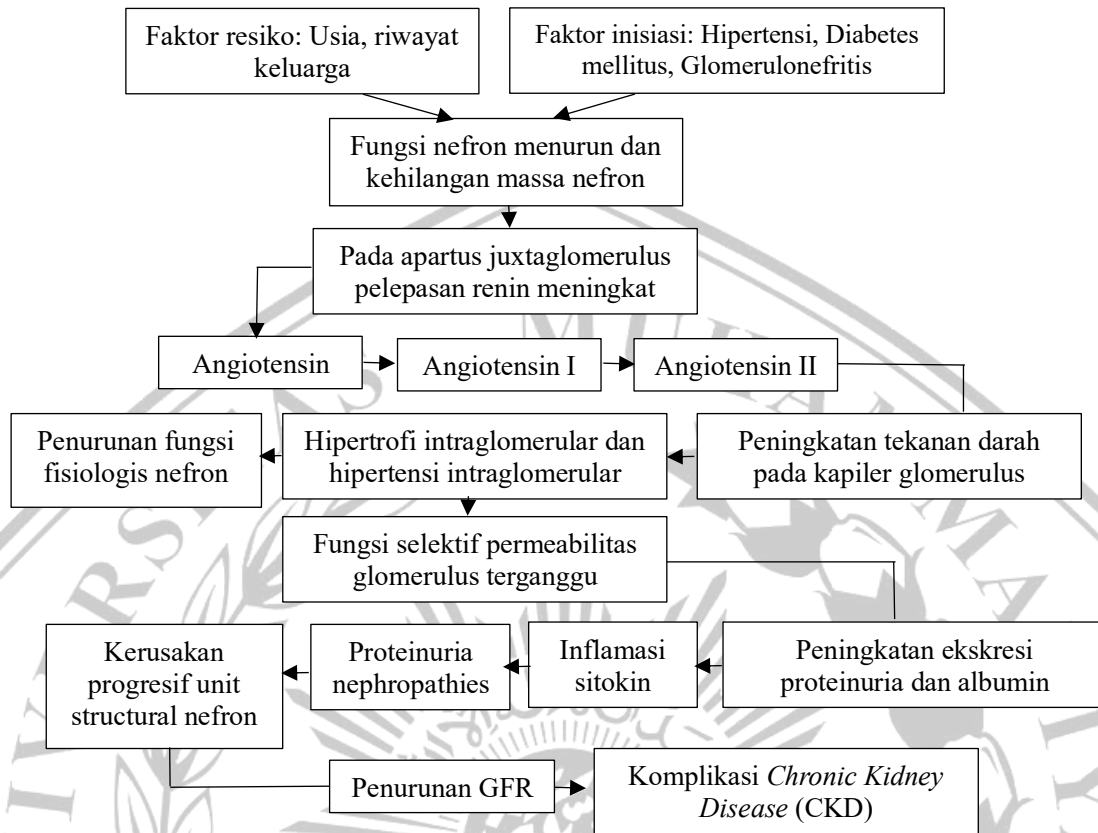 Faktor resiko: Usia, riwayat
keluarga
Faktor inisiasi: Hipertensi, Diabetes
mellitus, Glomerulonefritis
Fungsi nefron menurun dan
kehilangan massa nefron
Pada apartus juxtaglomerulus
pelepasan renin meningkat
Angiotensin
Angiotensin I
Angiotensin II
Penurunan fungsi
fisiologis nefron
Hipertrofi intraglomerular dan
hipertensi intraglomerular
Peningkatan tekanan darah
pada kapiler glomerulus
Fungsi selektif permeabilitas
glomerulus terganggu
Kerusakan
progresif unit
structural nefron
Proteinuria
nephropathies
Inflamasi
sitokin
Peningkatan ekskresi
proteinuria dan albumin
Penurunan GFR
Komplikasi Chronic Kidney
Disease (CKD)